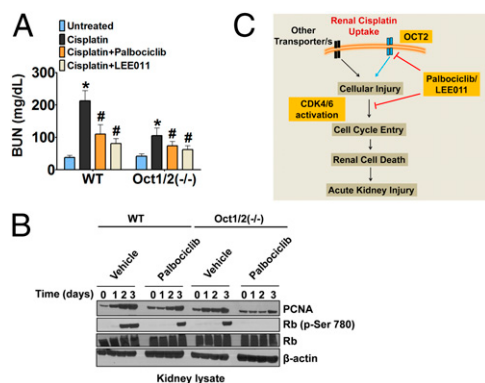 A
Untreated
Cisplatin
Cisplatin+Palbociclib
Cisplatin+LEE011
BUN (mg/dL)
300
200
100
0
*
#
#
*
#
#
WT
Oct1/2(-/-)
B
WT
Oct1/2(-/-)
Vehicle
Palbociclib
Vehicle
Palbociclib
Time (days)
0 1 2 3 0 1 2 3 0 1 2 3 0 1 2 3
PCNA
Rb (p-Ser 780)
Rb
β-actin
Kidney lysate
C
Renal Cisplatin
Uptake
Other
Transporter/s
OCT2
Cellular Injury
Palbociclib/
LEE011
CDK4/6
activation
Cell Cycle Entry
Renal Cell Death
Acute Kidney Injury